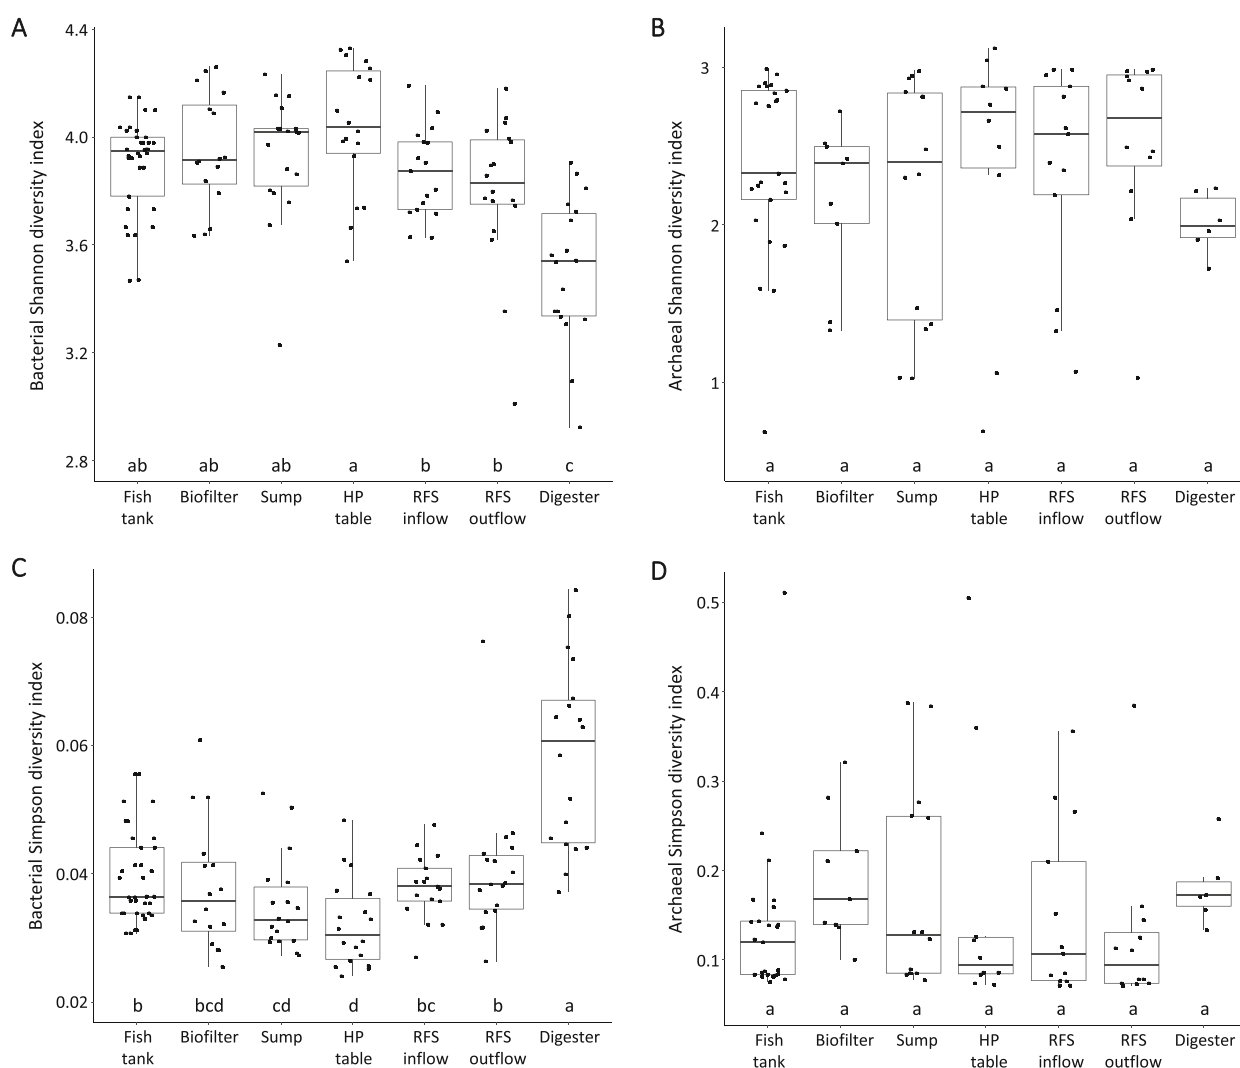 A
Bacterial Shannon diversity index
4.4
4.0
3.6
3.2
2.8
ab ab ab a b b c
Fish Biofilter Sump HP RFS RFS Digester
tank table inflow outflow
B
Archaeal Shannon diversity index
3
2
1
a a a a a a a
Fish Biofilter Sump HP RFS RFS Digester
tank table inflow outflow
C
Bacterial Simpson diversity index
0.08
0.06
0.04
0.02
b bcd cd d bc b a
Fish Biofilter Sump HP RFS RFS Digester
tank table inflow outflow
D
Archaeal Simpson diversity index
0.5
0.4
0.3
0.2
0.1
a a a a a a a
Fish Biofilter Sump HP RFS RFS Digester
tank table inflow outflow